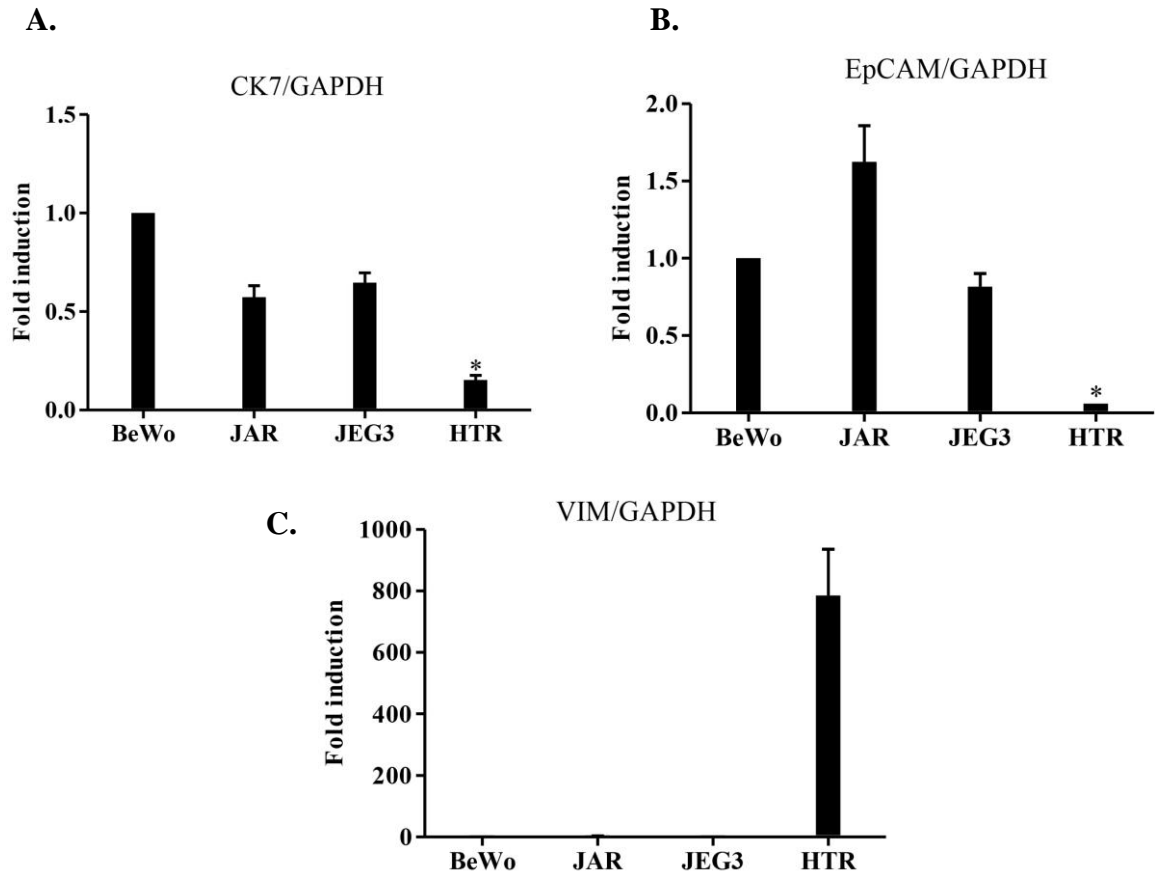 A.
CK7/GAPDH
Fold induction
1.5
1.0
0.5
0.0
*
BeWo JAR JEG3 HTR
B.
EpCAM/GAPDH
Fold induction
2.0
1.5
1.0
0.5
0.0
*
BeWo JAR JEG3 HTR
C.
VIM/GAPDH
Fold induction
1000
800
600
400
200
0
BeWo JAR JEG3 HTR